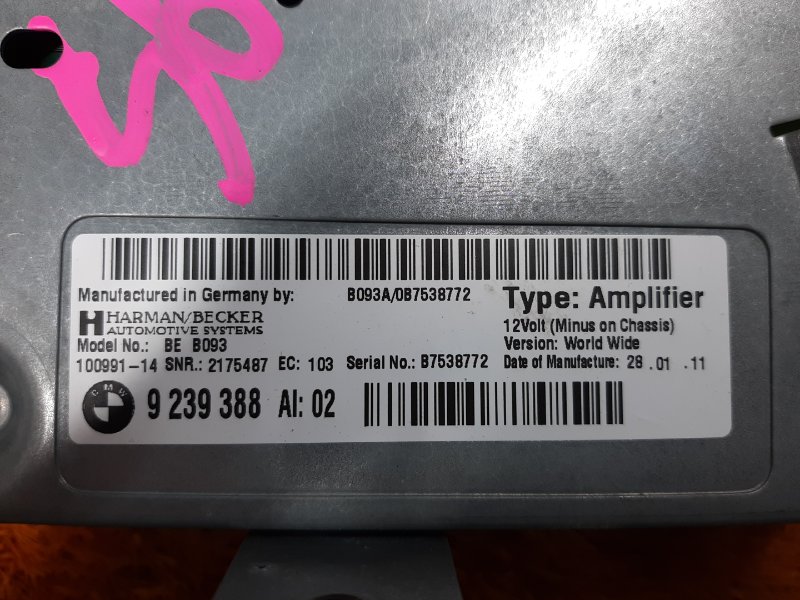 Manufactured in Germany by: B093A/0B7538772 Type: Amplifier
HARMAN/BECKER
AUTOMOTIVE SYSTEMS
12Volt (Minus on Chassis)
Model No.: BE B093 Version: World Wide
100991-14 SNR.: 2175487 EC: 103 Serial No.: B7538772 Date of Manufacture: 28 .01 .11
BMW 9 239 388 AI: 02